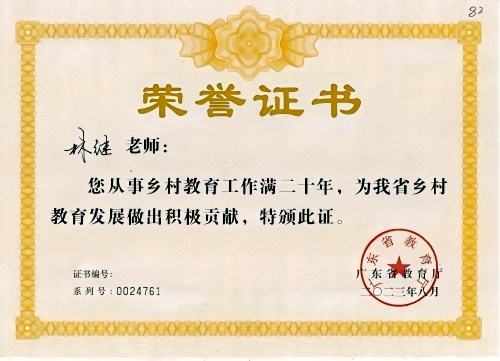 82
荣誉证书
林继 老师：
您从事乡村教育工作满二十年，为我省乡村
教育发展做出积极贡献，特颁此证。
广东省教育厅
证书编号：
广东省教育厅
系列号：0024761
二〇二三年八月